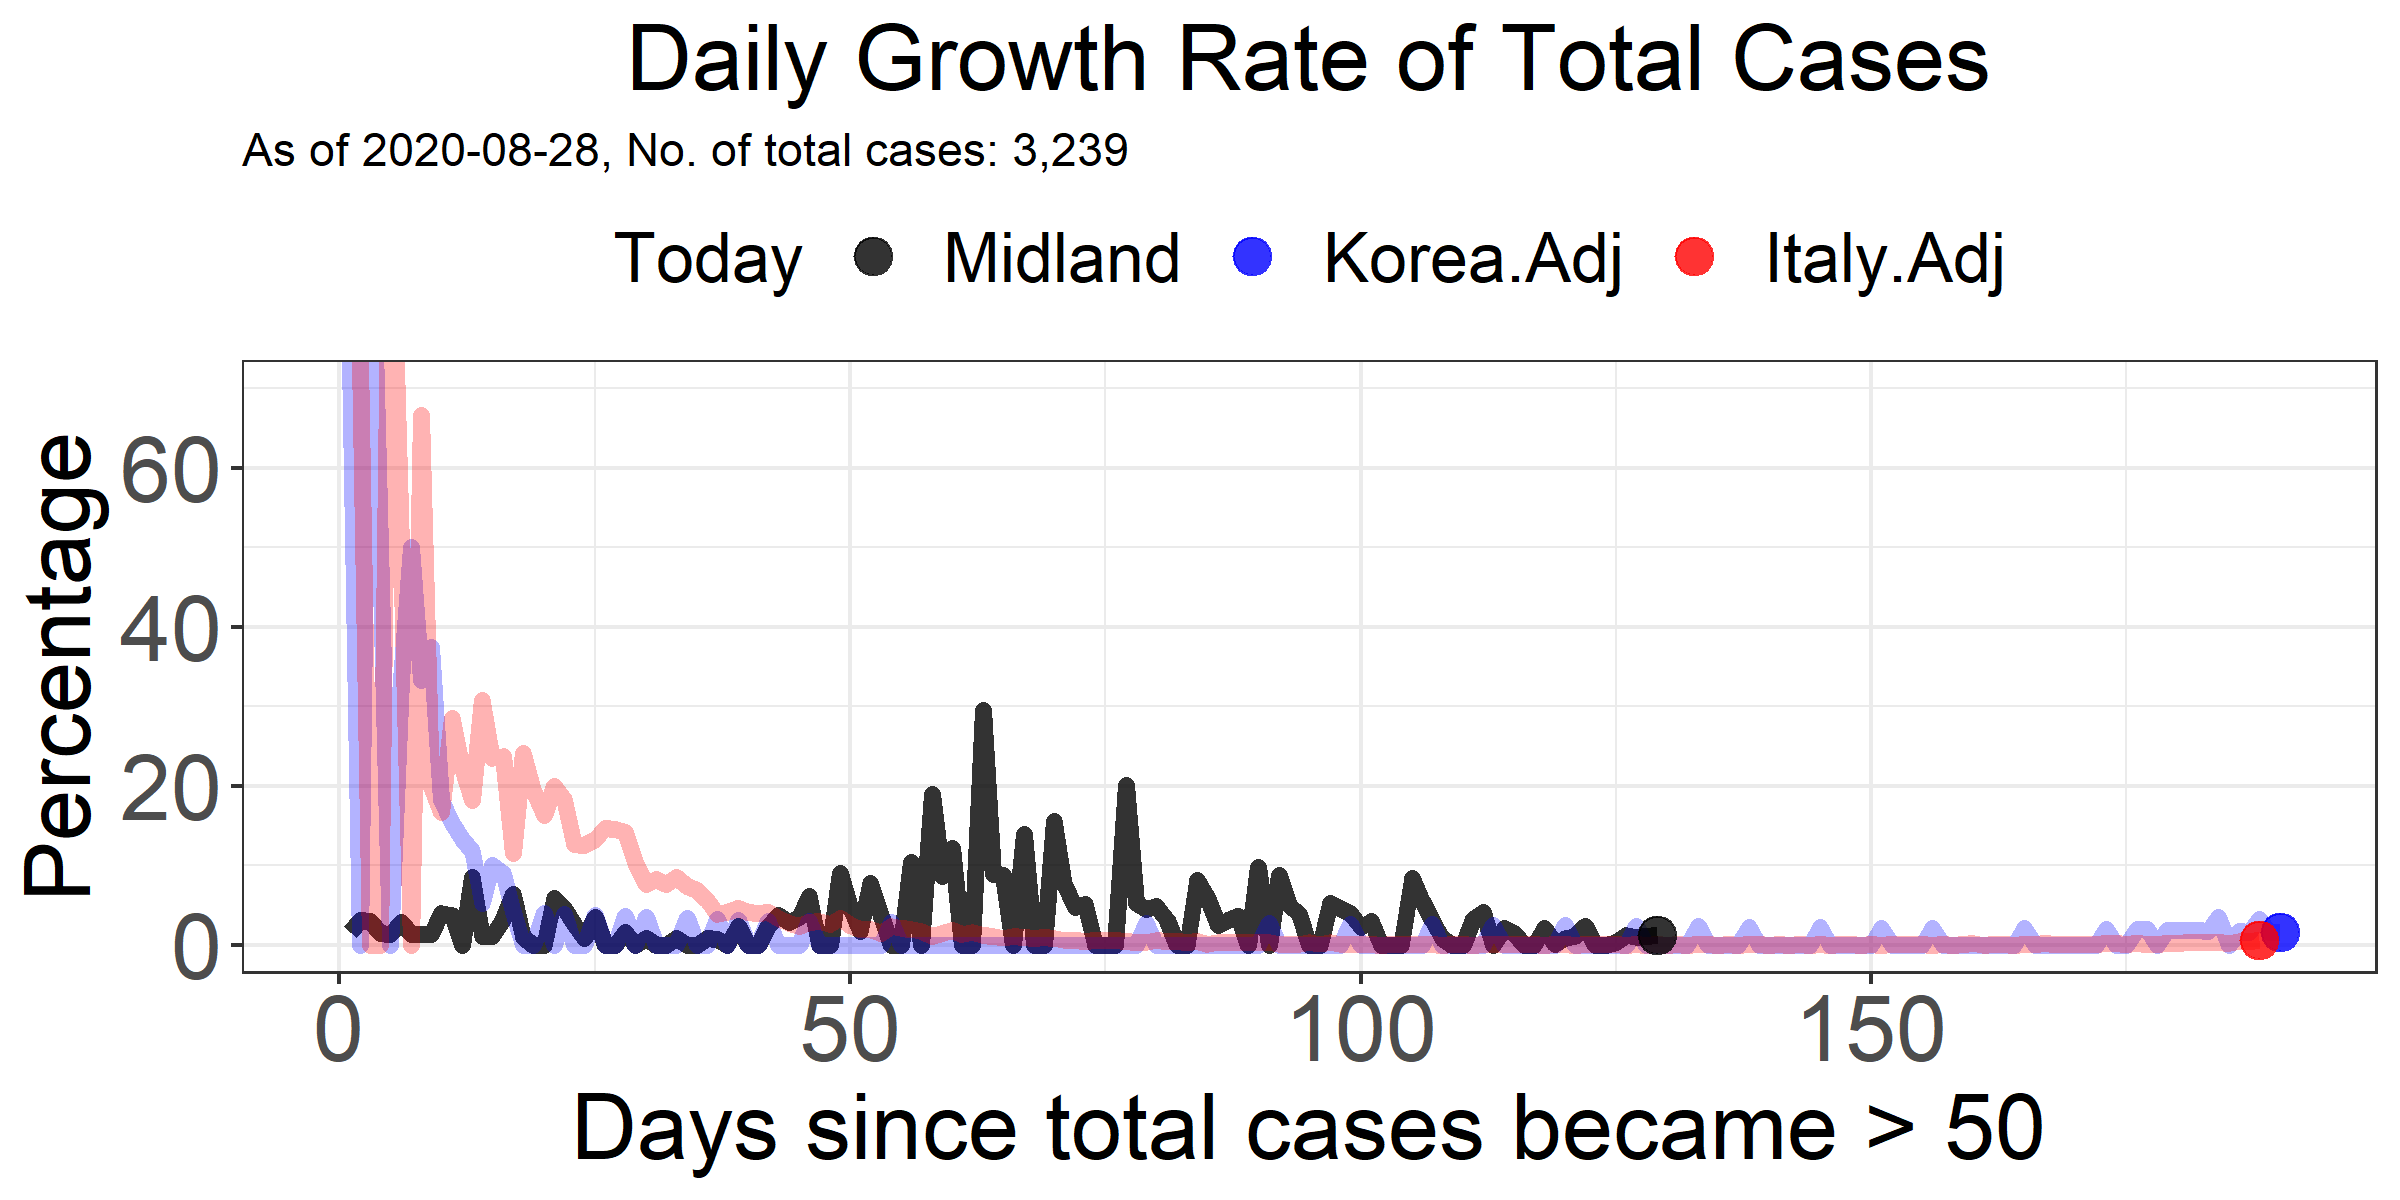 Daily Growth Rate of Total Cases
As of 2020-08-28, No. of total cases: 3,239
Today Midland Korea.Adj Italy.Adj
Percentage
60
40
20
0
0 50 100 150
Days since total cases became > 50